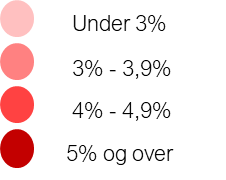 Under 3%
3% - 3,9%
4% - 4,9%
5% og over